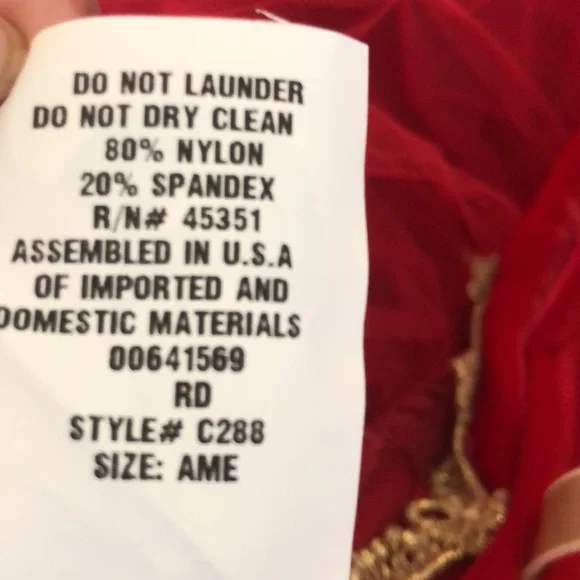 DO NOT LAUNDER
DO NOT DRY CLEAN
80% NYLON
20% SPANDEX
R/N# 45351
ASSEMBLED IN U.S.A
OF IMPORTED AND
DOMESTIC MATERIALS
00641569
RD
STYLE# C288
SIZE: AME